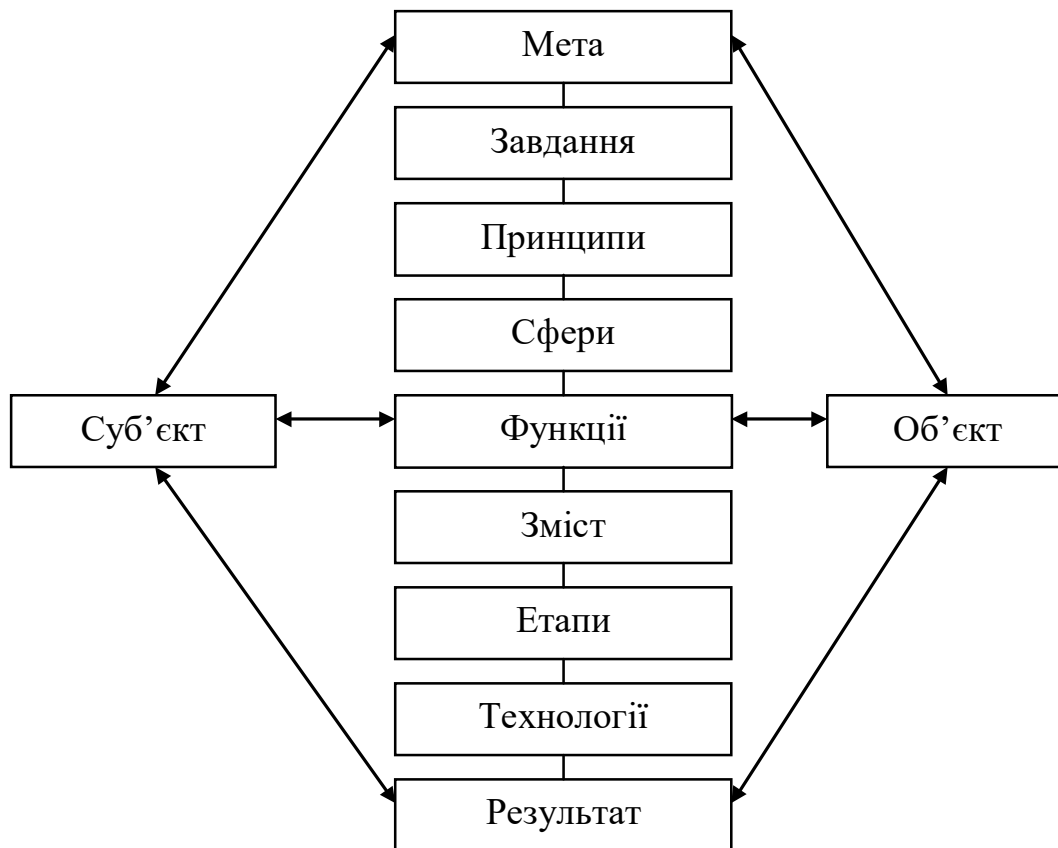 Мета
Завдання
Принципи
Сфери
Суб’єкт
Функції
Об’єкт
Зміст
Етапи
Технології
Результат